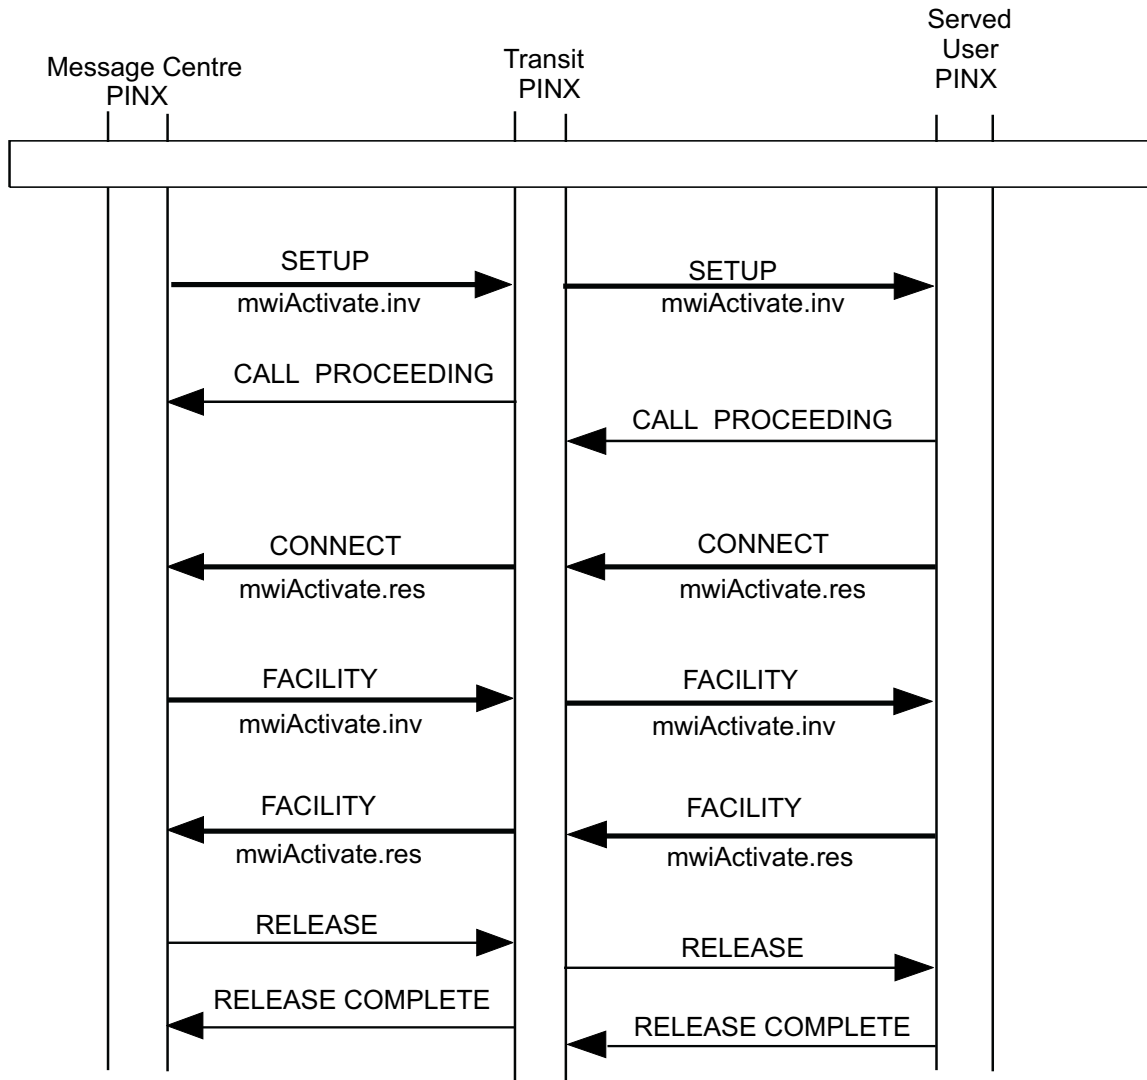 Message Centre
PINX
Transit
PINX
Served
User
PINX
SETUP
mwiActivate.inv
SETUP
mwiActivate.inv
CALL PROCEEDING
CALL PROCEEDING
CONNECT
mwiActivate.res
CONNECT
mwiActivate.res
FACILITY
mwiActivate.inv
FACILITY
mwiActivate.inv
FACILITY
mwiActivate.res
FACILITY
mwiActivate.res
RELEASE
RELEASE
RELEASE COMPLETE
RELEASE COMPLETE